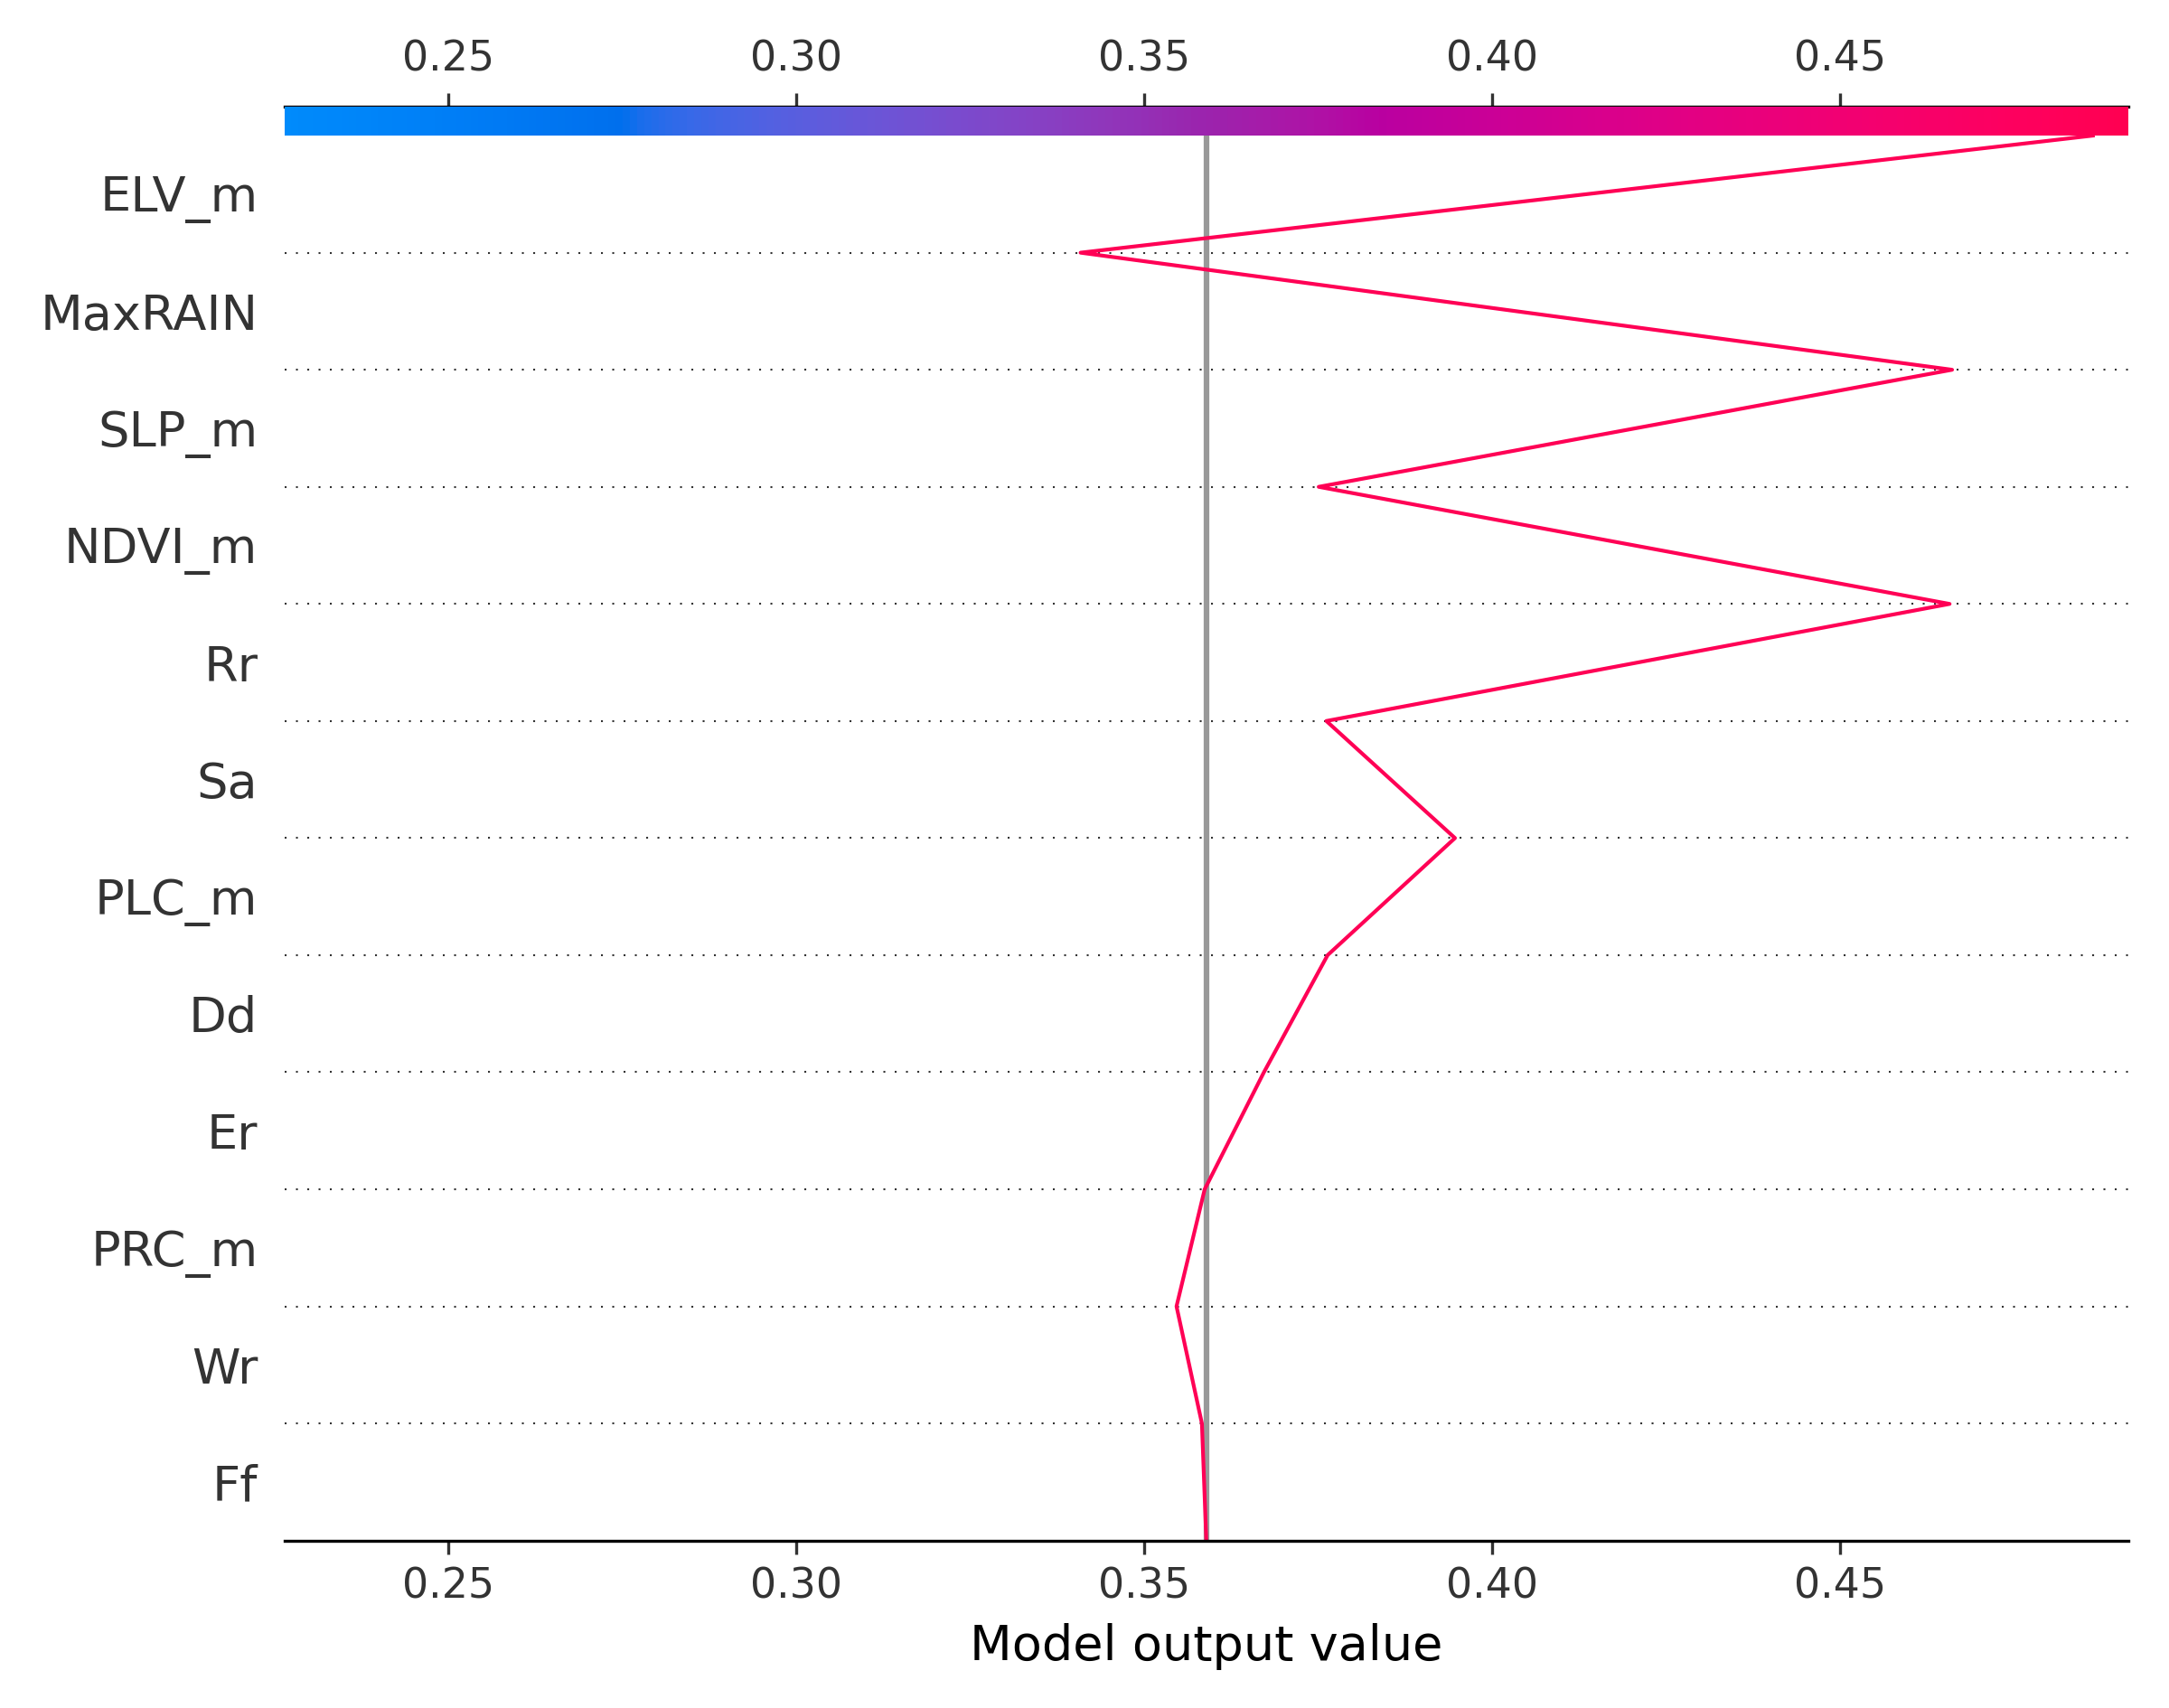 0.25 0.30 0.35 0.40 0.45
ELV_m
MaxRAIN
SLP_m
NDVI_m
Rr
Sa
PLC_m
Dd
Er
PRC_m
Wr
Ff
0.25 0.30 0.35 0.40 0.45
Model output value